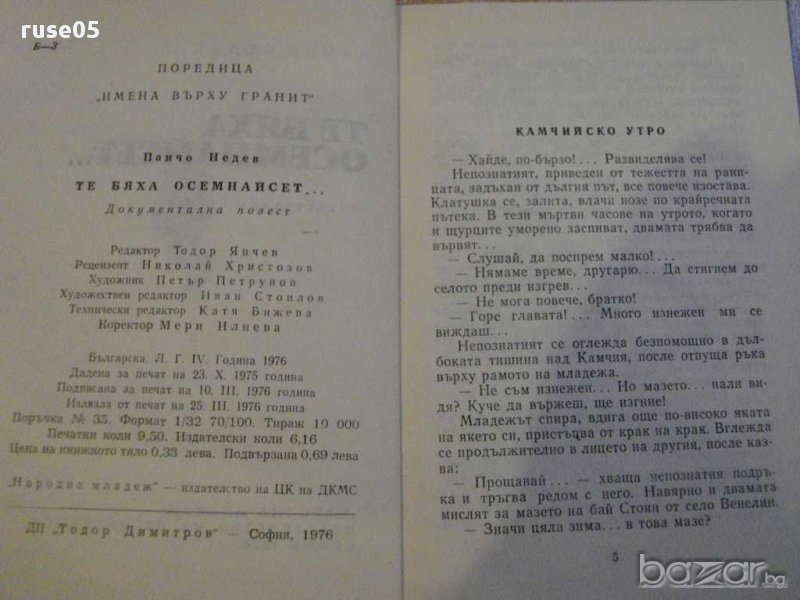 ruse05
Б—3
ПОРЕДИЦА
„ИМЕНА ВЪРХУ ГРАНИТ"
Панчо Недев
ТЕ БЯХА ОСЕМНАЙСЕТ...
Документална повест
Редактор Тодор Янчев
Рецензент Николай Христозов
Художник Петър Петрунов
Художествен редактор Иван Стоилов
Технически редактор Катя Бижева
Коректор Мери Илиева
Българска. Л. Г. IV. Година 1976
Дадена за печат на 23. X. 1975 година
Подписана за печат на 10. III. 1976 година
Излязла от печат на 25. III. 1976 година
Поръчка № 35. Формат 1/32 70/100. Тираж 10 000
Печатни коли 9,50. Издателски коли 6,16
Цена на книжното тяло 0,33 лева. Подвързана 0,69 лева
„Народна младеж" — издателство на ЦК на ДКМС
ДП „Тодор Димитров" — София, 1976
КАМЧИЙСКО УТРО
— Хайде, по-бързо!... Развиделява се!
Непознатият, приведен от тежестта на рани-
цата, задъхан от дългия път, все повече изостава.
Клатушка се, залита, влачи нозе по крайречната
пътека. В тези мъртви часове на утрото, когато
и щурците уморено заспиват, двамата трябва да
вървят...
— Слушай, да поспрем малко!...
— Нямаме време, другарю... Да стигнем до
селото преди изгрев...
— Не мога повече, братко!
— Горе главата!... Много изнежен ми се
виждаш...
Непознатият се оглежда безпомощно в дъл-
боката тишина над Камчия, после отпуща ръка
върху рамото на младежа.
— Не съм изнежен... Но мазето... нали ви-
дя? Куче да вържеш, ще изгние!
Младежът спира, вдига още по-високо яката
на якето си, пристъпва от крак на крак. Вглежда
се продължително в лицето на другия, после каз-
ва:
— Прощавай... — хваща непознатия подръ-
ка и тръгва редом с него. Навярно и двамата
мислят за мазето на бай Стоян от село Венелин.
— Значи цяла зима... в това мазе?
5
bazar.bg